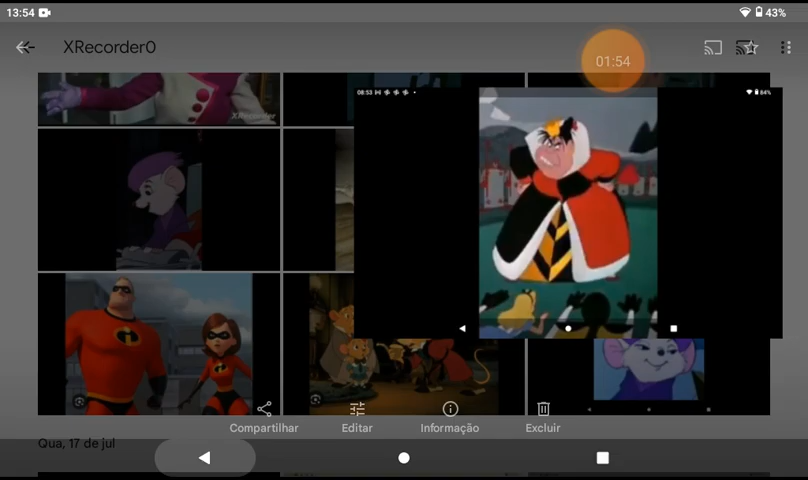 13:54
43%
XRecorder0
01:54
XRecorder
08:53
84%
Compartilhar
Editar
Informação
Excluir
Qua, 17 de jul